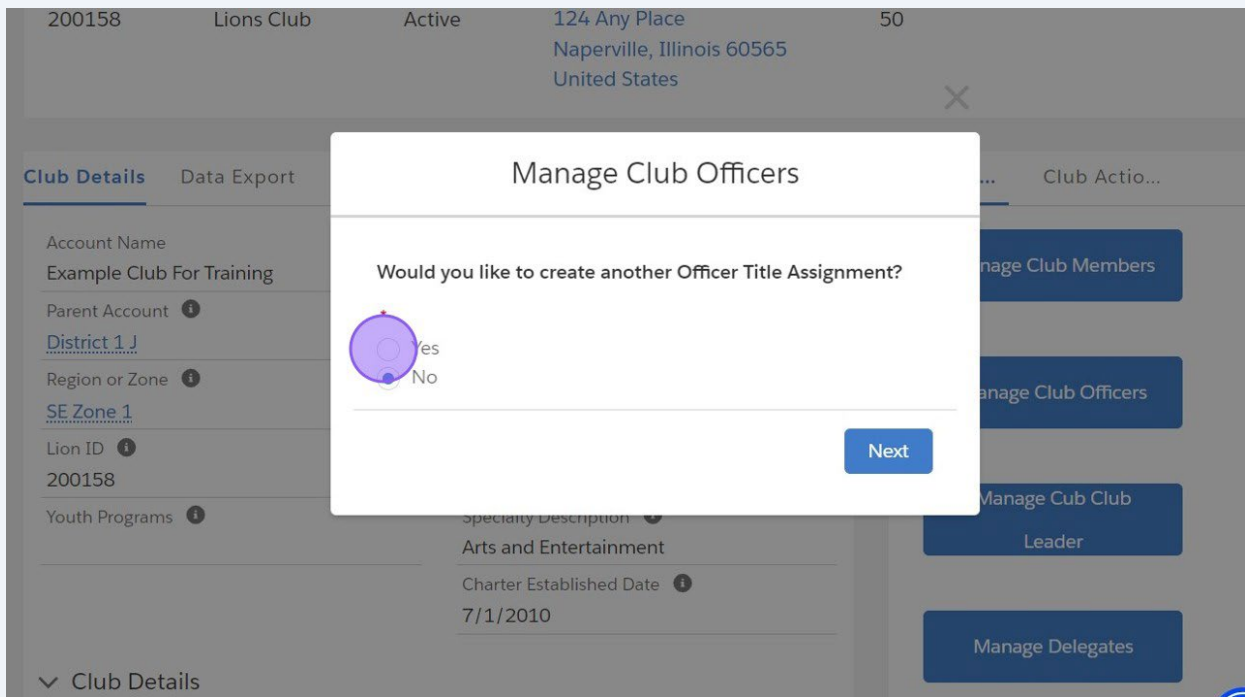 200158 Lions Club Active 124 Any Place 50
Naperville, Illinois 60565
United States
Club Details Data Export
... Club Actio...
Manage Club Officers
Account Name
Example Club For Training
Parent Account
District 1 J
Region or Zone
SE Zone 1
Lion ID
200158
Youth Programs
Would you like to create another Officer Title Assignment?
*
Yes
No
Next
Specialty Description
Arts and Entertainment
Charter Established Date
7/1/2010
nage Club Members
anage Club Officers
Manage Cub Club
Leader
Manage Delegates
Club Details